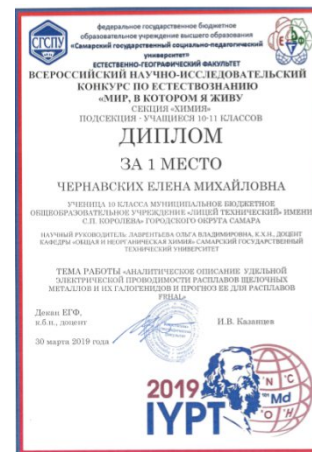 федеральное государственное бюджетное
образовательное учреждение высшего образования
«Самарский государственный социально-педагогический
университет»
ЕСТЕСТВЕННО-ГЕОГРАФИЧЕСКИЙ ФАКУЛЬТЕТ
СГСПУ
ВСЕРОССИЙСКИЙ НАУЧНО-ИССЛЕДОВАТЕЛЬСКИЙ
КОНКУРС ПО ЕСТЕСТВОЗНАНИЮ
«МИР, В КОТОРОМ Я ЖИВУ
СЕКЦИЯ «ХИМИЯ»
ПОДСЕКЦИЯ - УЧАЩИЕСЯ 10-11 КЛАССОВ
ДИПЛОМ
ЗА 1 МЕСТО
ЧЕРНАВСКИХ ЕЛЕНА МИХАЙЛОВНА
УЧЕНИЦА 10 КЛАССА МУНИЦИПАЛЬНОЕ БЮДЖЕТНОЕ
ОБЩЕОБРАЗОВАТЕЛЬНОЕ УЧРЕЖДЕНИЕ «ЛИЦЕЙ ТЕХНИЧЕСКИЙ» ИМЕНИ
С.П. КОРОЛЕВА» ГОРОДСКОГО ОКРУГА САМАРА
НАУЧНЫЙ РУКОВОДИТЕЛЬ: ЛАВРЕНТЬЕВА ОЛЬГА ВЛАДИМИРОВНА, К.Х.Н., ДОЦЕНТ
КАФЕДРЫ «ОБЩАЯ И НЕОРГАНИЧЕСКАЯ ХИМИЯ» САМАРСКИЙ ГОСУДАРСТВЕННЫЙ
ТЕХНИЧЕСКИЙ УНИВЕРСИТЕТ
ТЕМА РАБОТЫ «АНАЛИТИЧЕСКОЕ ОПИСАНИЕ УДЕЛЬНОЙ
ЭЛЕКТРИЧЕСКОЙ ПРОВОДИМОСТИ РАСПЛАВОВ ЩЕЛОЧНЫХ
МЕТАЛЛОВ И ИХ ГАЛОГЕНИДОВ И ПРОГНОЗ ЕЕ ДЛЯ РАСПЛАВОВ
FRHAL»
Декан ЕГФ,
к.б.н., доцент
И.В. Казанцев
30 марта 2019 года
2019
IYPT
N C
Md
O H